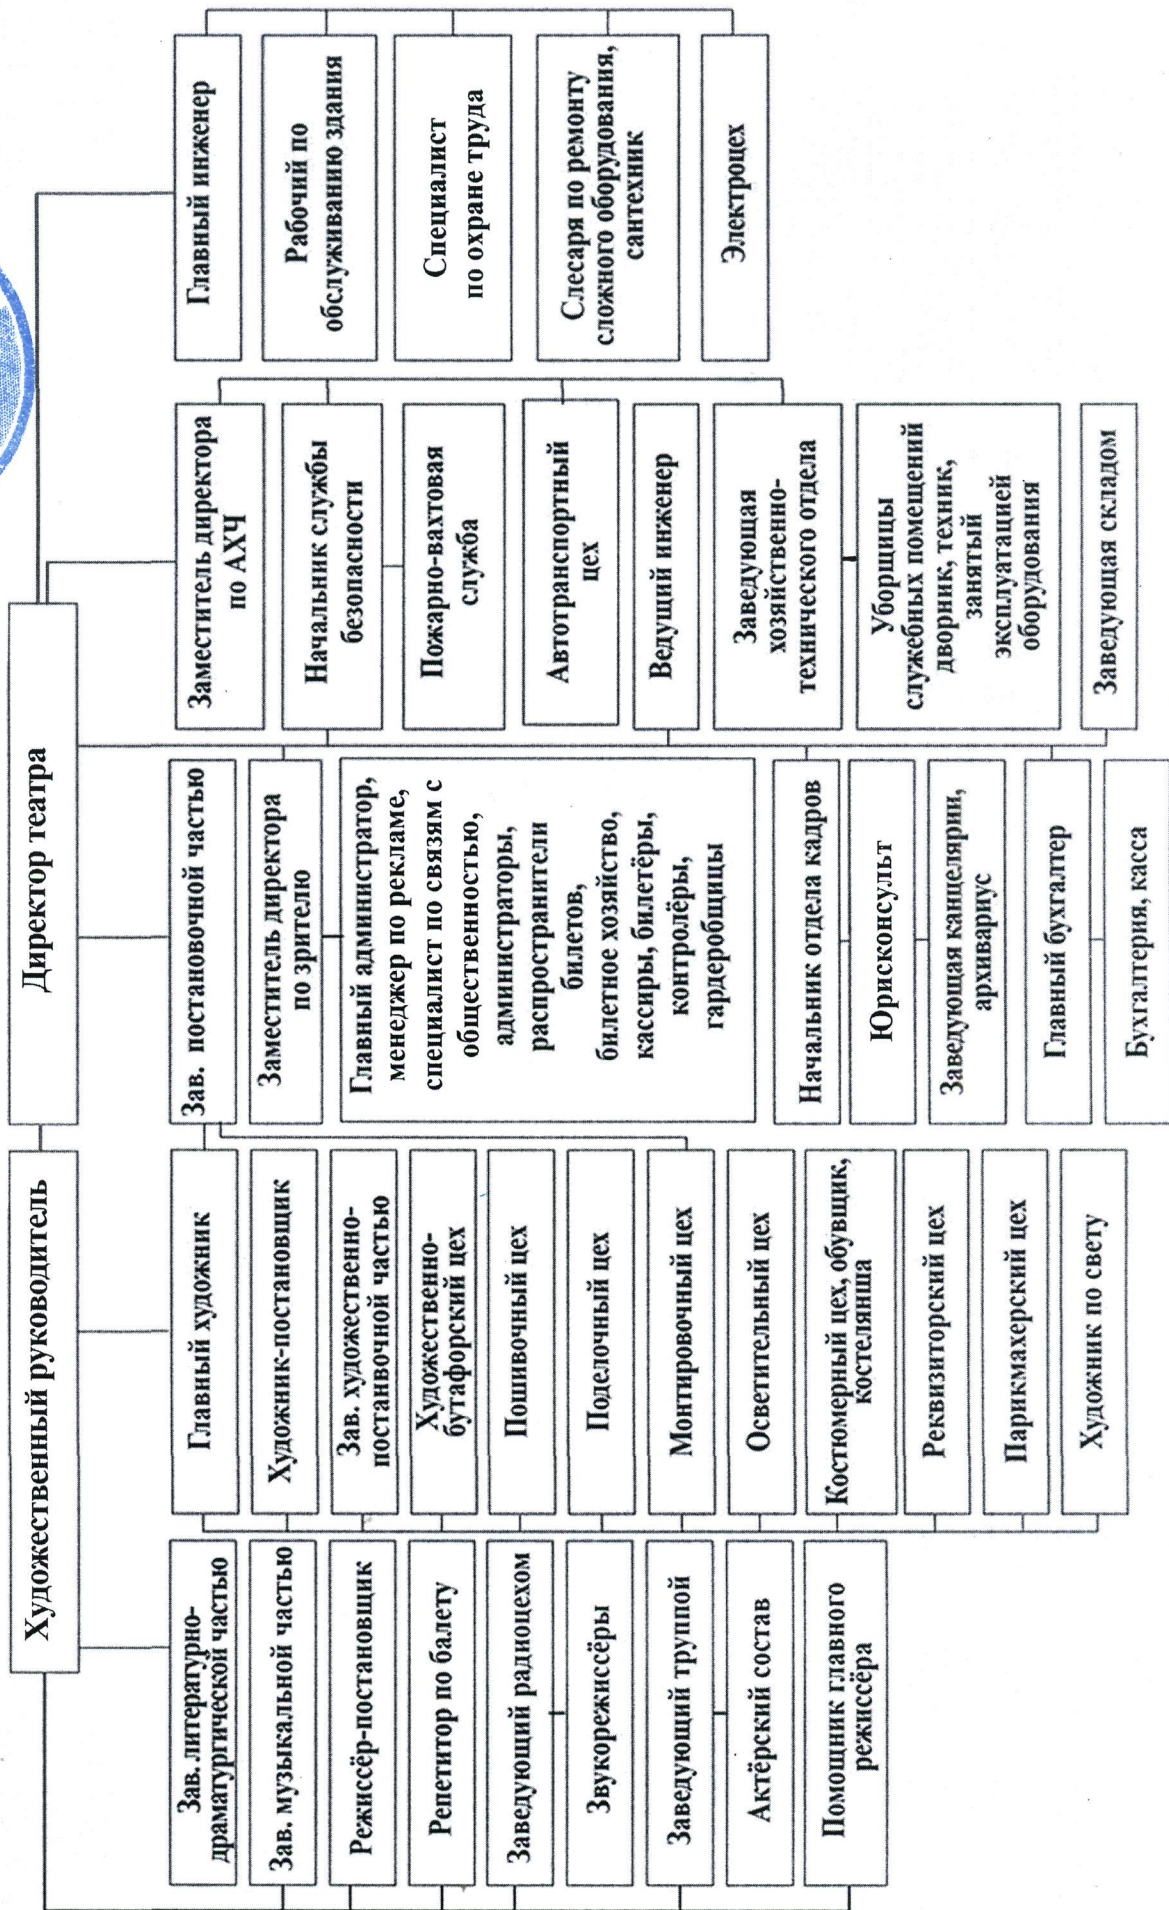 Художественный руководитель
Директор театра
Зав. литературно-
драматургической частью
Зав. музыкальной частью
Режиссёр-постановщик
Репетитор по балету
Заведующий радиоцехом
Звукорежиссёры
Заведующий труппой
Актёрский состав
Помощник главного
режиссёра
Главный художник
Художник-постановщик
Зав. художественно-
постанвочной частью
Художественно-
бутафорский цех
Пошивочный цех
Поделочный цех
Монтировочный цех
Осветительный цех
Костюмерный цех, обувщик,
костелянша
Реквизиторский цех
Парикмахерский цех
Художник по свету
Зав. постановочной частью
Заместитель директора
по зрителю
Главный администратор,
менеджер по рекламе,
специалист по связям с
общественностью,
администраторы,
распространители
билетов,
билетное хозяйство,
кассиры, билетёры,
контролёры,
гардеробщицы
Начальник отдела кадров
Юрисконсульт
Заведующая канцелярии,
архивариус
Главный бухгалтер
Бухгалтерия, касса
Заместитель директора
по АХЧ
Начальник службы
безопасности
Пожарно-вахтовая
служба
Автотранспортный
цех
Ведущий инженер
Заведующая
хозяйственно-
технического отдела
Уборщицы
служебных помещений
дворник, техник,
занятый
эксплуатацией
оборудования
Заведующая складом
Главный инженер
Рабочий по
обслуживанию здания
Специалист
по охране труда
Слесаря по ремонту
сложного оборудования,
сантехник
Электроцех